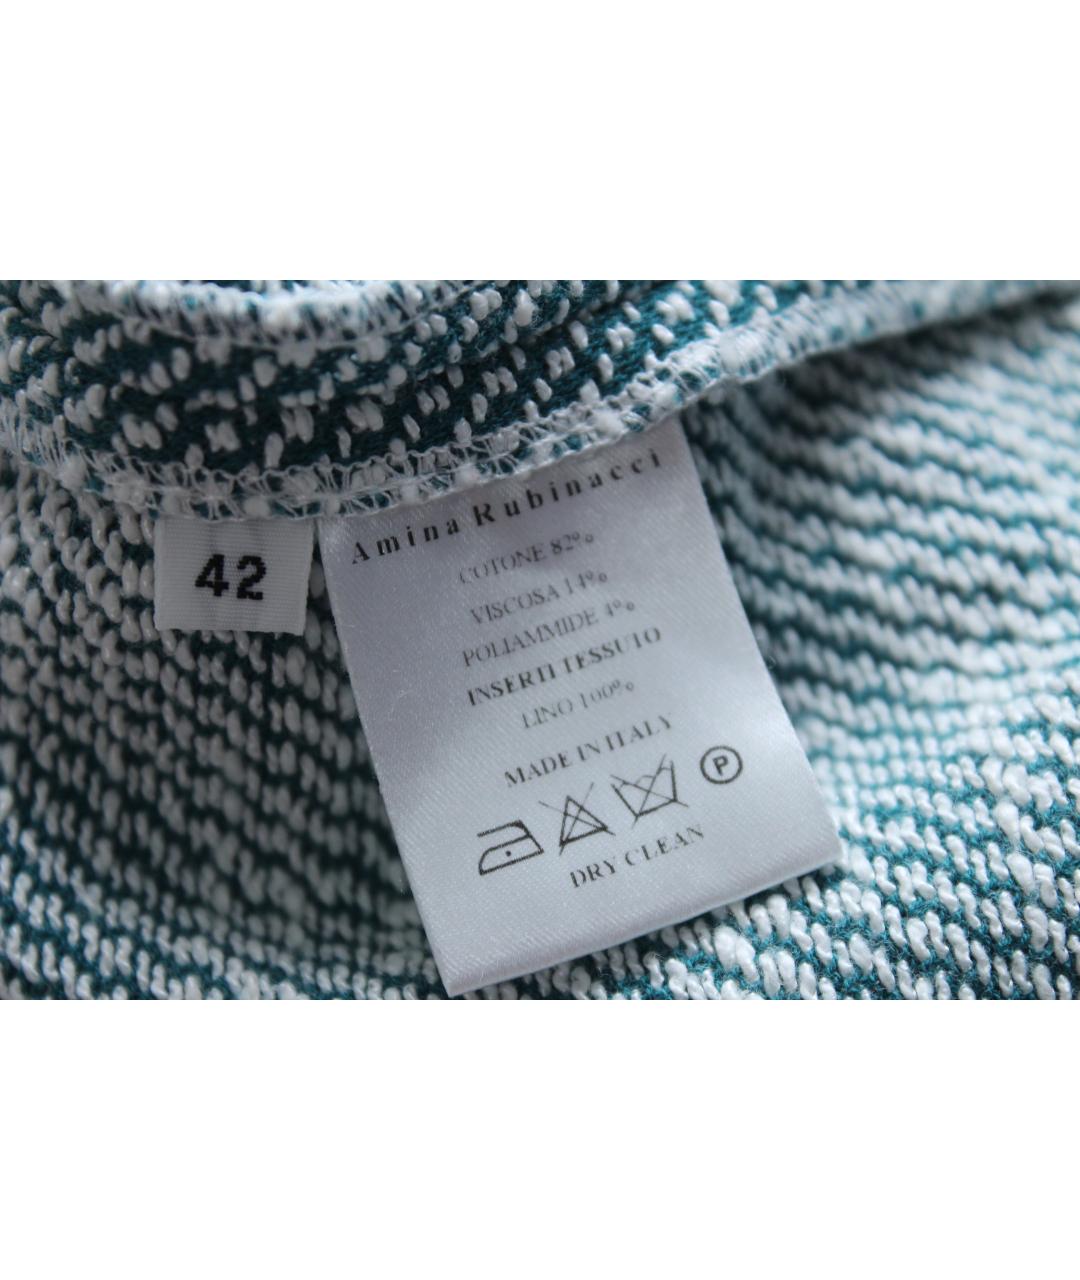 42
Amina Rubinacci
COTONE 82%
VISCOSA 14%
POLIAMMIDE 4%
INSERTI TESSUTO
LINO 100%
MADE IN ITALY
P
DRY CLEAN